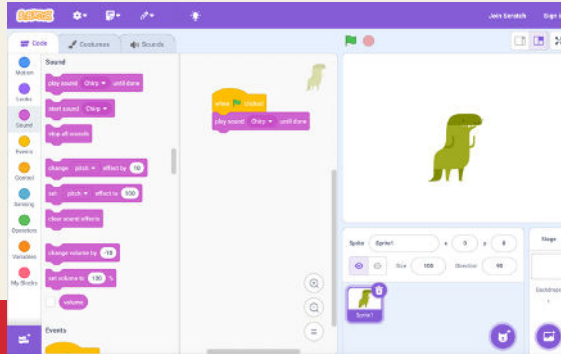 SCRATCH
Join Scratch
Sign i
Code
Costumes
Sounds
Motion
Looks
Sound
Events
Control
Sensing
Operators
Variables
My Blocks
Sound
play sound Chirp until done
start sound Chirp
stop all sounds
change pitch effect by 10
set pitch effect to 100
clear sound effects
change volume by -10
set volume to 100 %
volume
Events
when clicked
play sound Chirp until done
Sprite Sprite1 x 0 y 0
Size 100 Direction 90
Sprite1
Stage
Backdrops